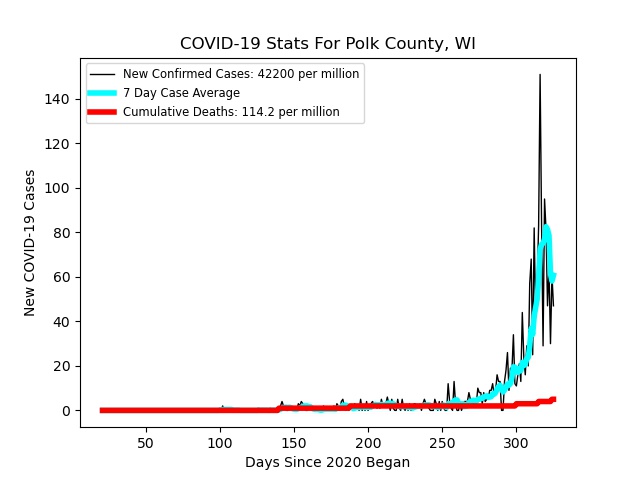 COVID-19 Stats For Polk County, WI
New Confirmed Cases: 42200 per million
7 Day Case Average
Cumulative Deaths: 114.2 per million
New COVID-19 Cases
140
120
100
80
60
40
20
0
50 100 150 200 250 300
Days Since 2020 Began